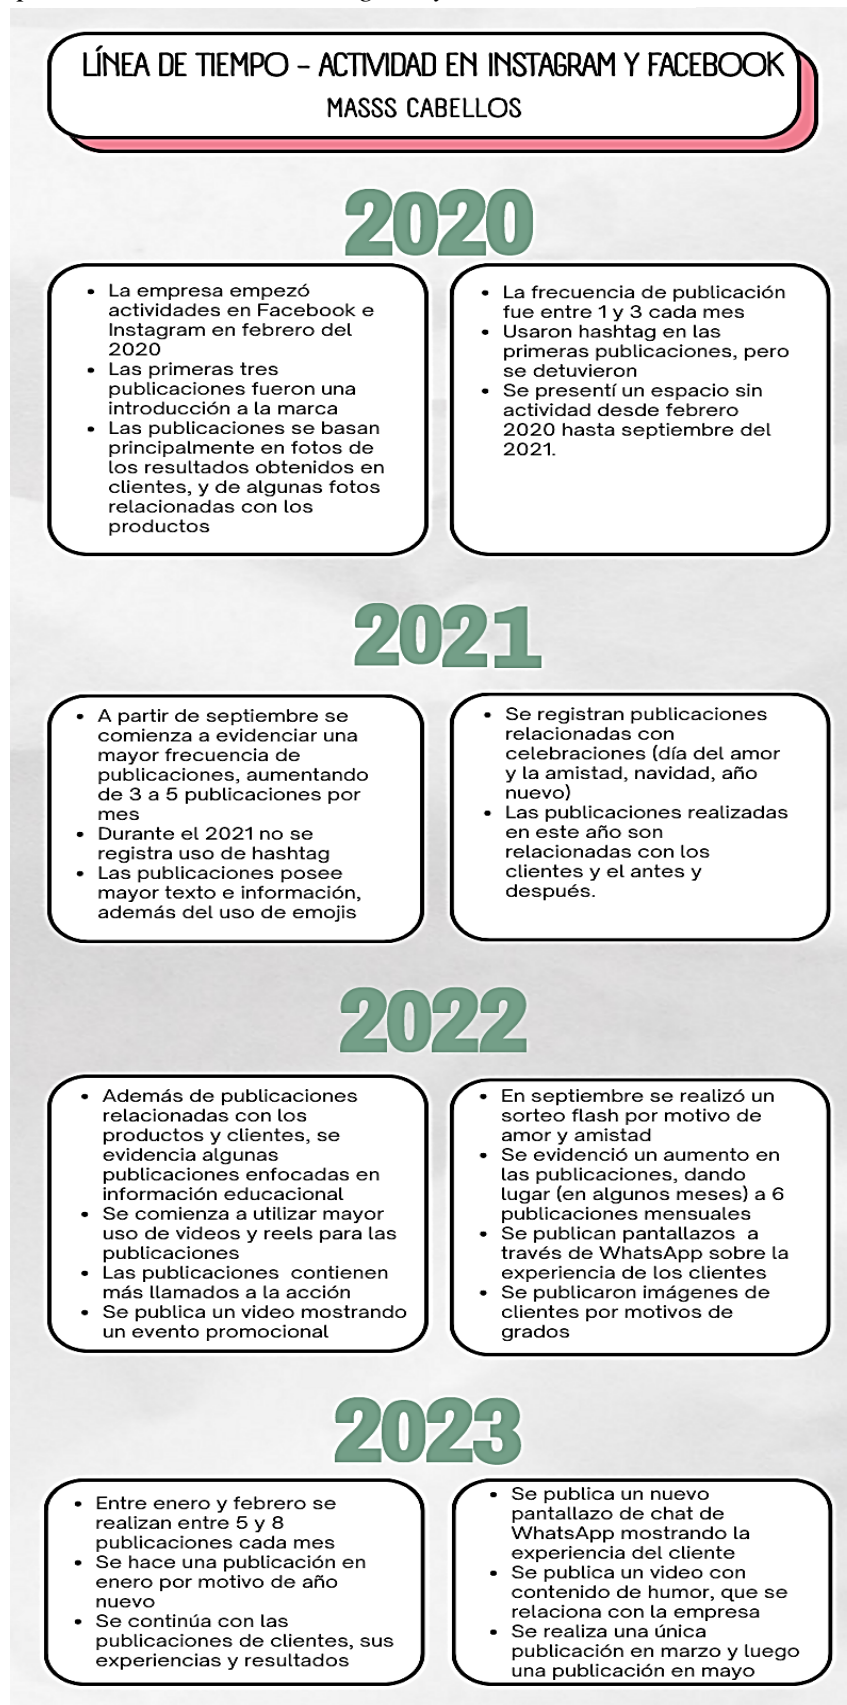 LÍNEA DE TIEMPO – ACTIVIDAD EN INSTAGRAM Y FACEBOOK
MASSS CABELLOS
2020
• La empresa empezó
actividades en Facebook e
Instagram en febrero del
2020
• Las primeras tres
publicaciones fueron una
introducción a la marca
• Las publicaciones se basan
principalmente en fotos de
los resultados obtenidos en
clientes, y de algunas fotos
relacionadas con los
productos
• La frecuencia de publicación
fue entre 1 y 3 cada mes
• Usaron hashtag en las
primeras publicaciones, pero
se detuvieron
• Se presentí un espacio sin
actividad desde febrero
2020 hasta septiembre del
2021.
2021
• A partir de septiembre se
comienza a evidenciar una
mayor frecuencia de
publicaciones, aumentando
de 3 a 5 publicaciones por
mes
• Durante el 2021 no se
registra uso de hashtag
• Las publicaciones posee
mayor texto e información,
además del uso de emojis
• Se registran publicaciones
relacionadas con
celebraciones (día del amor
y la amistad, navidad, año
nuevo)
• Las publicaciones realizadas
en este año son
relacionadas con los
clientes y el antes y
después.
2022
• Además de publicaciones
relacionadas con los
productos y clientes, se
evidencia algunas
publicaciones enfocadas en
información educacional
• Se comienza a utilizar mayor
uso de videos y reels para las
publicaciones
• Las publicaciones contienen
más llamados a la acción
• Se publica un video mostrando
un evento promocional
• En septiembre se realizó un
sorteo flash por motivo de
amor y amistad
• Se evidenció un aumento en
las publicaciones, dando
lugar (en algunos meses) a 6
publicaciones mensuales
• Se publican pantallazos a
través de WhatsApp sobre la
experiencia de los clientes
• Se publicaron imágenes de
clientes por motivos de
grados
2023
• Entre enero y febrero se
realizan entre 5 y 8
publicaciones cada mes
• Se hace una publicación en
enero por motivo de año
nuevo
• Se continúa con las
publicaciones de clientes, sus
experiencias y resultados
• Se publica un nuevo
pantallazo de chat de
WhatsApp mostrando la
experiencia del cliente
• Se publica un video con
contenido de humor, que se
relaciona con la empresa
• Se realiza una única
publicación en marzo y luego
una publicación en mayo